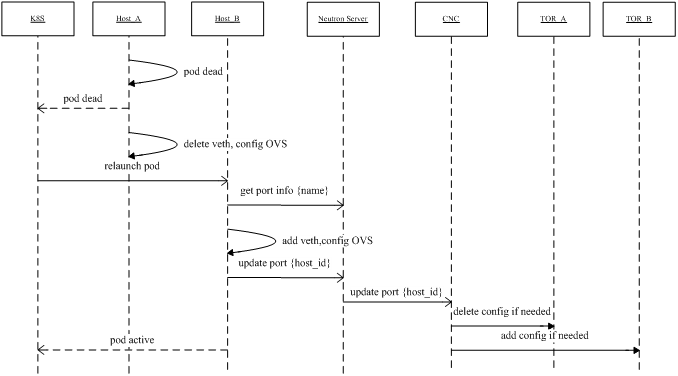 K8S
Host_A
Host_B
Neutron Server
CNC
TOR_A
TOR_B
pod dead
pod dead
delete veth, config OVS
relaunch pod
get port info {name}
add veth,config OVS
update port {host_id}
update port {host_id}
delete config if needed
add config if needed
pod active